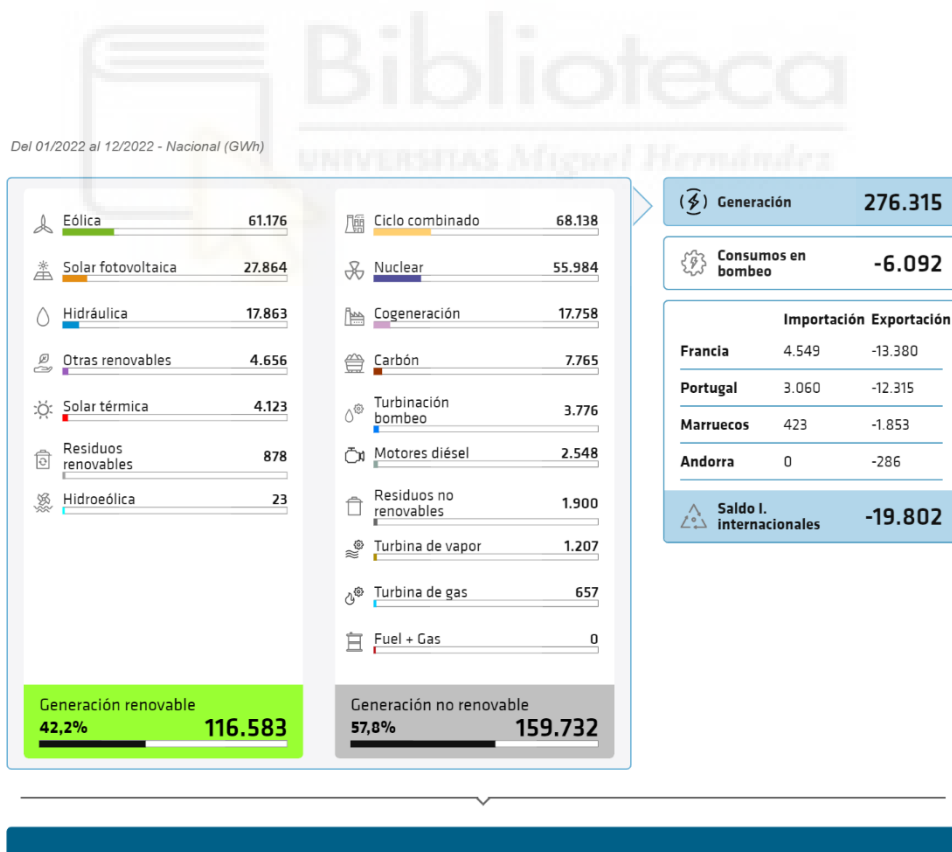 Biblioteca
UNIVERSITAS Miguel Hernández
Del 01/2022 al 12/2022 - Nacional (GWh)
Eólica 61.176
Solar fotovoltaica 27.864
Hidráulica 17.863
Otras renovables 4.656
Solar térmica 4.123
Residuos
renovables 878
Hidroeólica 23
Generación renovable
42,2% 116.583
Ciclo combinado 68.138
Nuclear 55.984
Cogeneración 17.758
Carbón 7.765
Turbinación
bombeo 3.776
Motores diésel 2.548
Residuos no
renovables 1.900
Turbina de vapor 1.207
Turbina de gas 657
Fuel + Gas 0
Generación no renovable
57,8% 159.732
Generación 276.315
Consumos en
bombeo -6.092
Importación Exportación
Francia 4.549 -13.380
Portugal 3.060 -12.315
Marruecos 423 -1.853
Andorra 0 -286
Saldo I.
internacionales -19.802